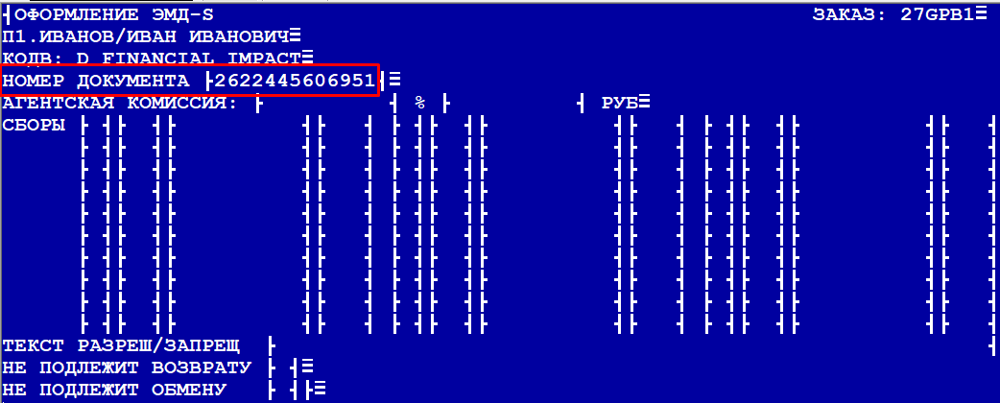 ОФОРМЛЕНИЕ ЭМД-S ЗАКАЗ: 27GPB1
П1.ИВАНОВ/ИВАН ИВАНОВИЧ
КОДВ: D FINANCIAL IMPACT
НОМЕР ДОКУМЕНТА 2622445606951
АГЕНТСКАЯ КОМИССИЯ: % РУБ
СБОРЫ
ТЕКСТ РАЗРЕШ/ЗАПРЕЩ
НЕ ПОДЛЕЖИТ ВОЗВРАТУ
НЕ ПОДЛЕЖИТ ОБМЕНУ